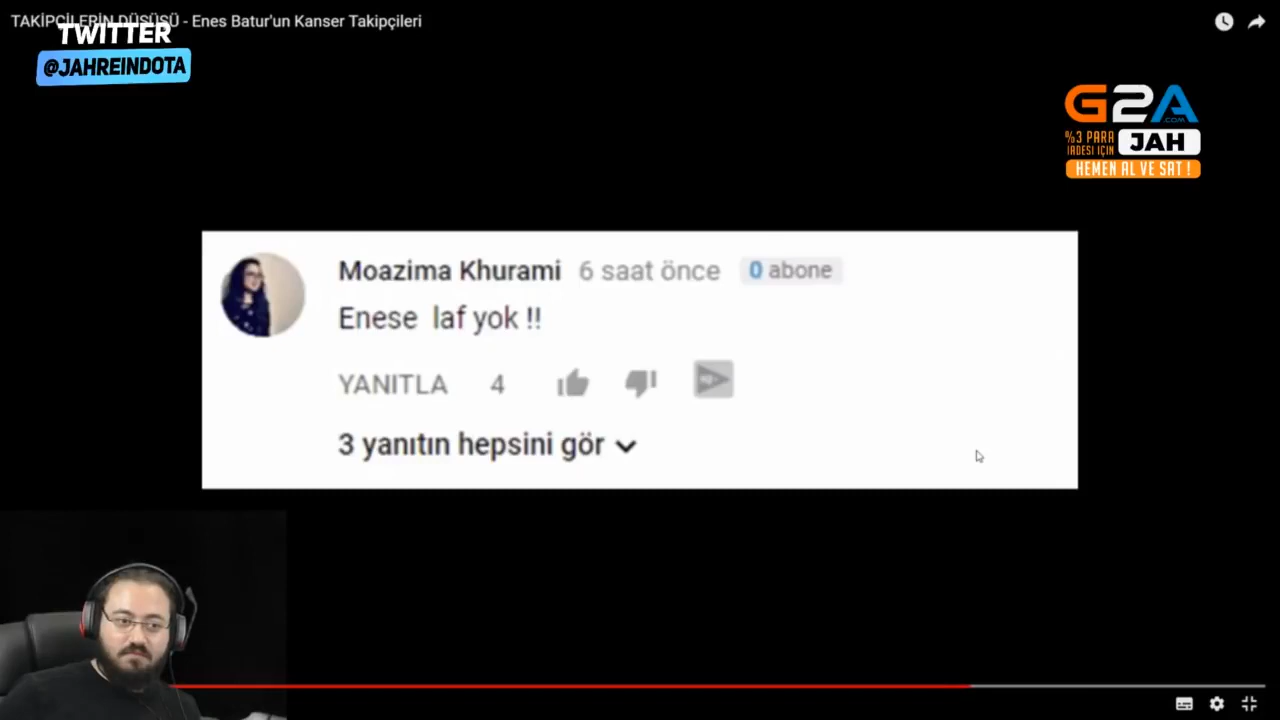 TAKİPÇİLERİN DÜŞÜŞÜ - Enes Batur'un Kanser Takipçileri
TWITTER
@JAHREINDOTA
G2A
.COM
%3 PARA
İADESİ İÇİN
JAH
HEMEN AL VE SAT !
Moazima Khurami 6 saat önce 0 abone
Enese laf yok !!
YANITLA 4
3 yanıtın hepsini gör